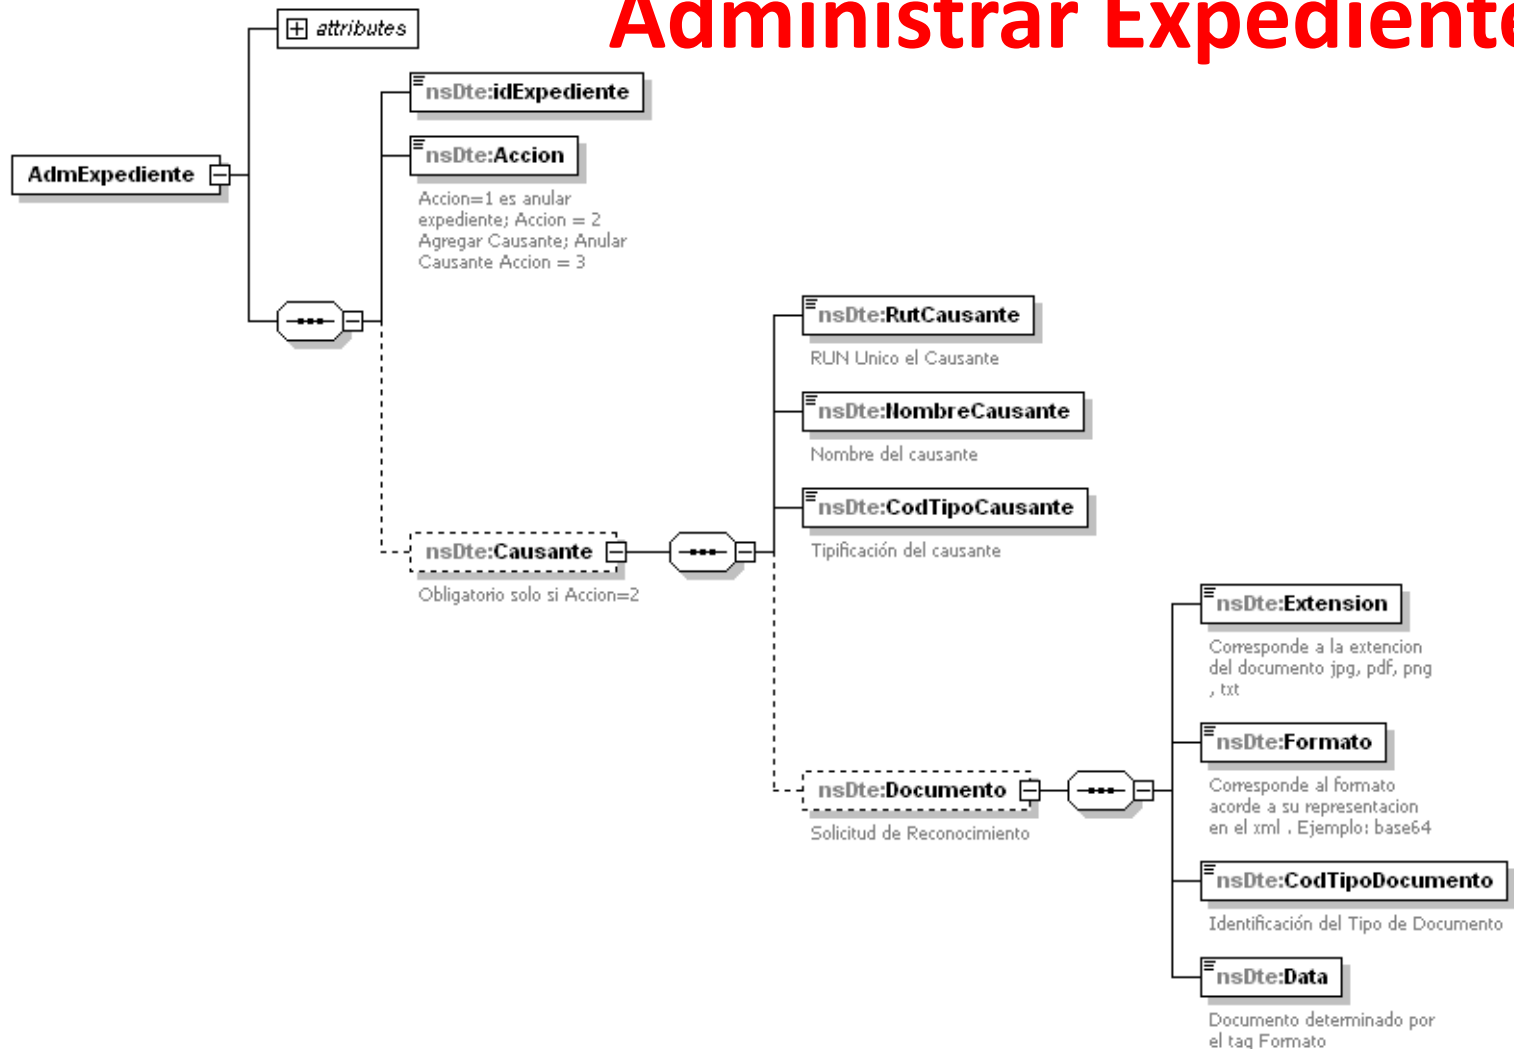 Administrar Expediente
attributes
nsDte:idExpediente
nsDte:Accion
AdmExpediente
Accion=1 es anular
expediente; Accion = 2
Agregar Causante; Anular
Causante Accion = 3
nsDte:RutCausante
RUN Unico el Causante
nsDte:NombreCausante
Nombre del causante
nsDte:CodTipoCausante
Tipificación del causante
nsDte:Causante
Obligatorio solo si Accion=2
nsDte:Extension
Corresponde a la extencion
del documento jpg, pdf, png
, txt
nsDte:Formato
Corresponde al formato
acorde a su representacion
en el xml . Ejemplo: base64
nsDte:Documento
Solicitud de Reconocimiento
nsDte:CodTipoDocumento
Identificación del Tipo de Documento
nsDte:Data
Documento determinado por
el tag Formato